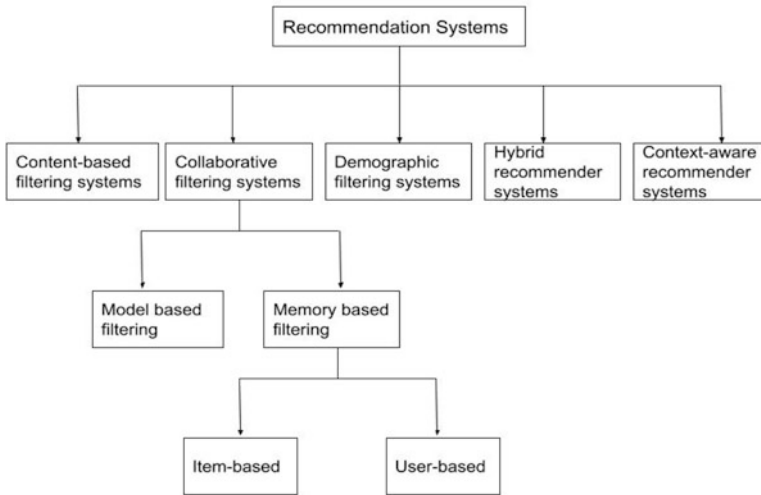 Recommendation Systems
Content-based
filtering systems
Collaborative
filtering systems
Demographic
filtering systems
Hybrid
recommender
systems
Context-aware
recommender
systems
Model based
filtering
Memory based
filtering
Item-based
User-based